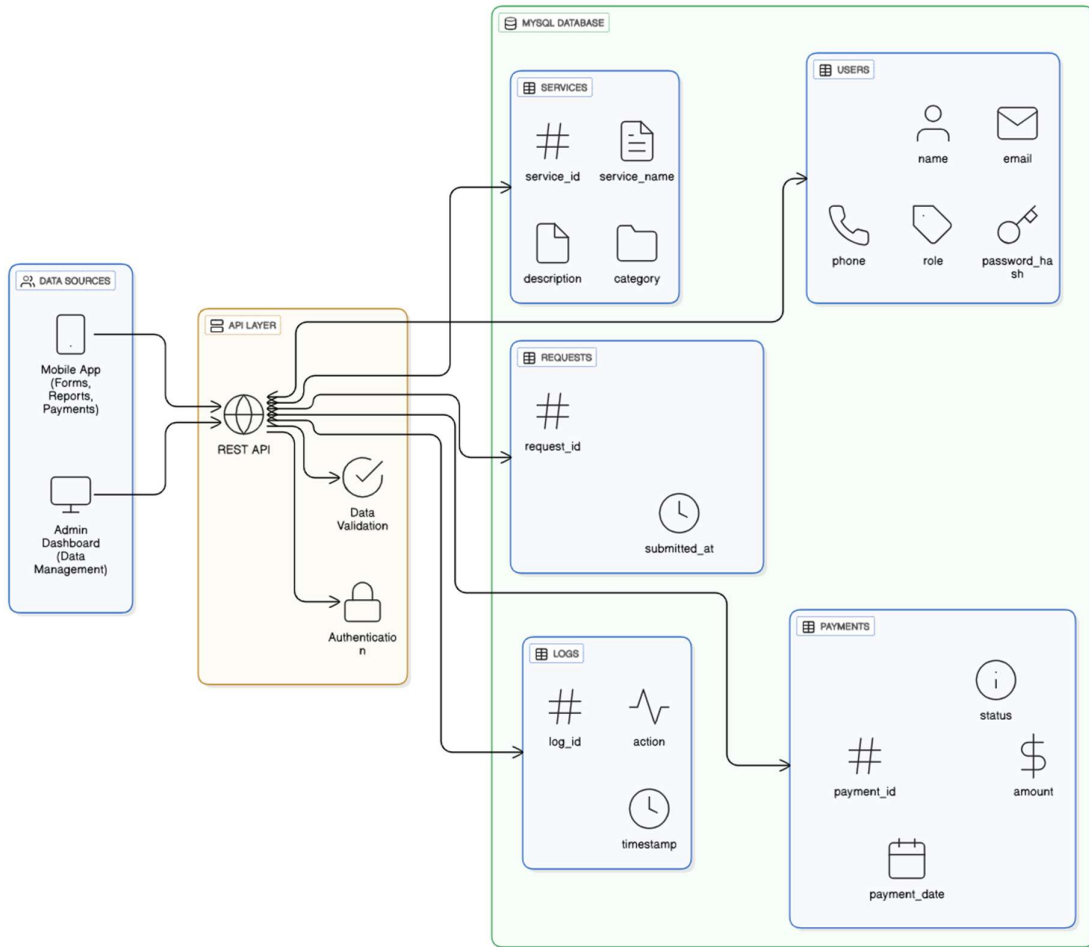 MYSQL DATABASE
SERVICES
service_id
service_name
description
category
USERS
name
email
phone
role
password_ha
sh
DATA SOURCES
Mobile App
(Forms,
Reports,
Payments)
Admin
Dashboard
(Data
Management)
API LAYER
REST API
Data
Validation
Authenticatio
n
REQUESTS
request_id
submitted_at
LOGS
log_id
action
timestamp
PAYMENTS
status
payment_id
amount
payment_date